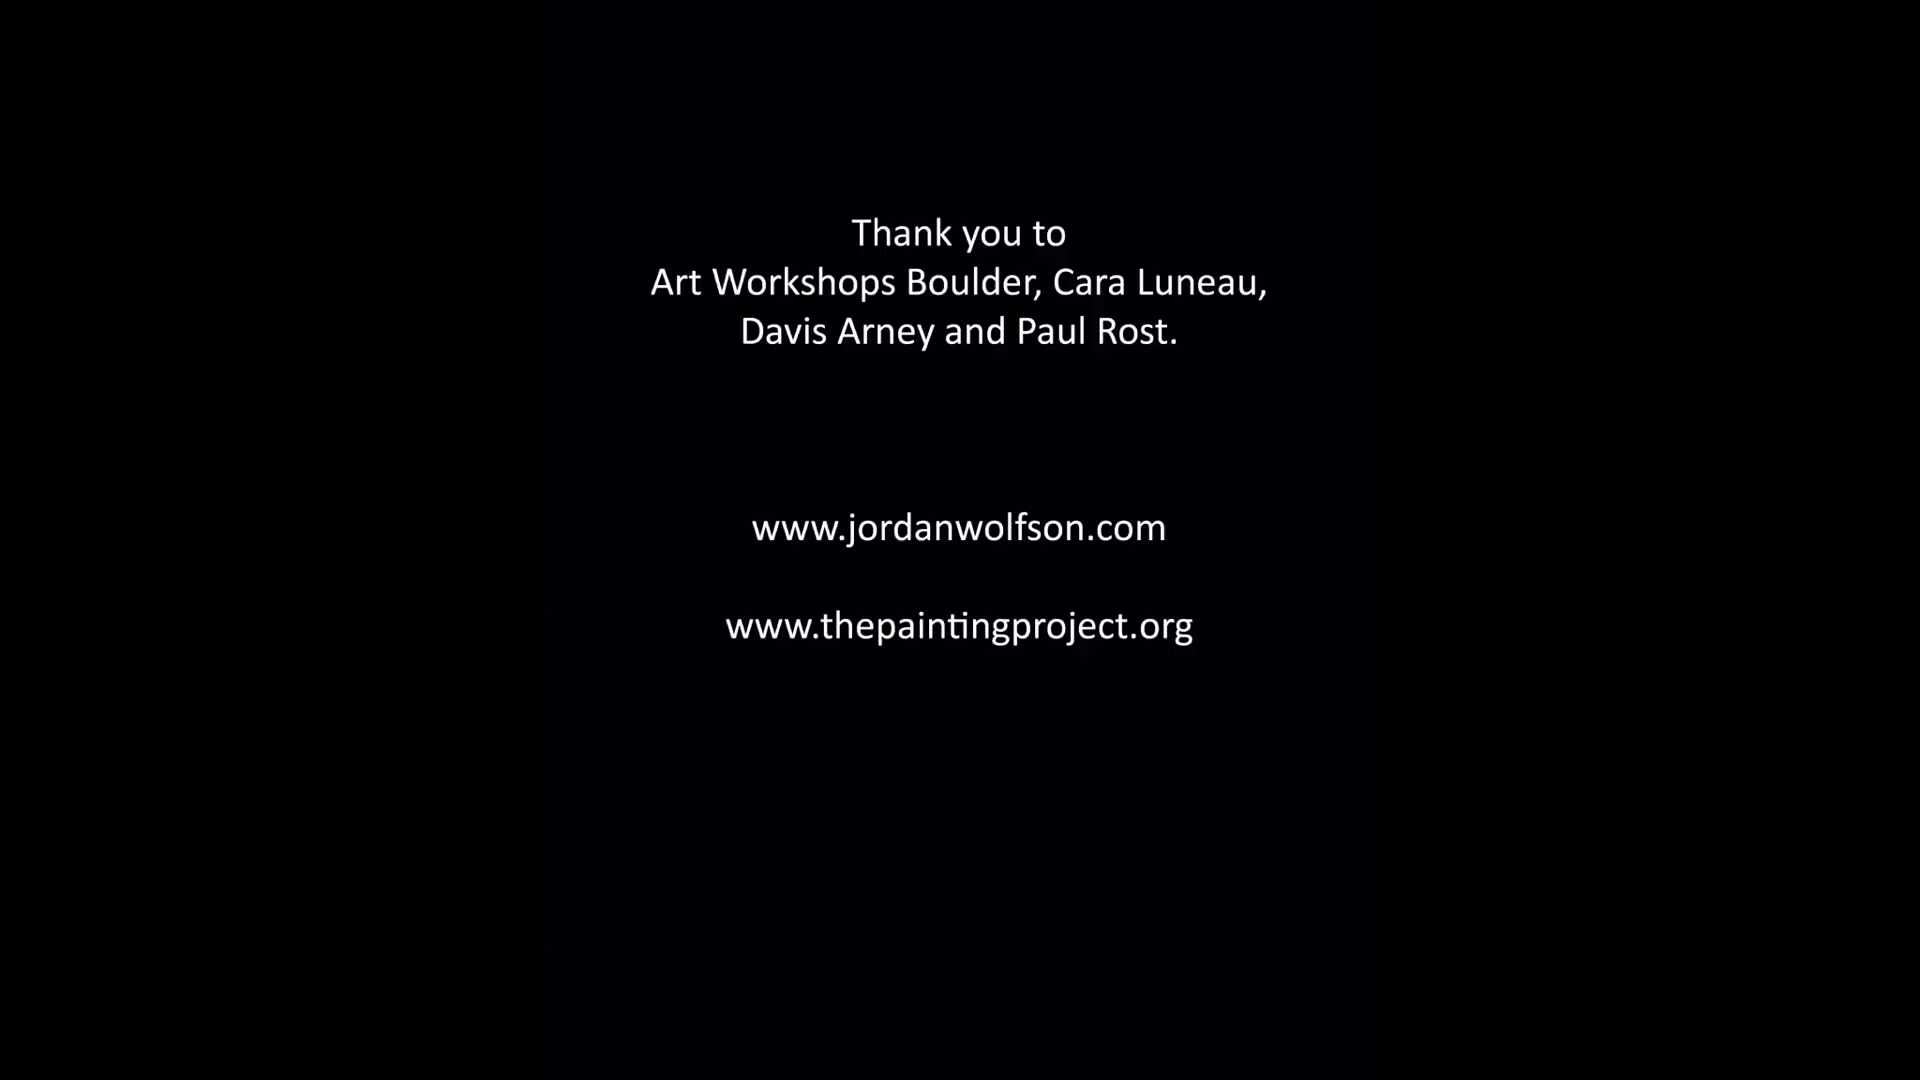 Thank you to
Art Workshops Boulder, Cara Luneau,
Davis Arney and Paul Rost.
www.jordanwolfson.com
www.thepaintingproject.org